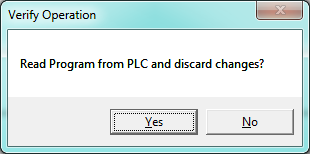 Verify Operation
Read Program from PLC and discard changes?
Yes
No